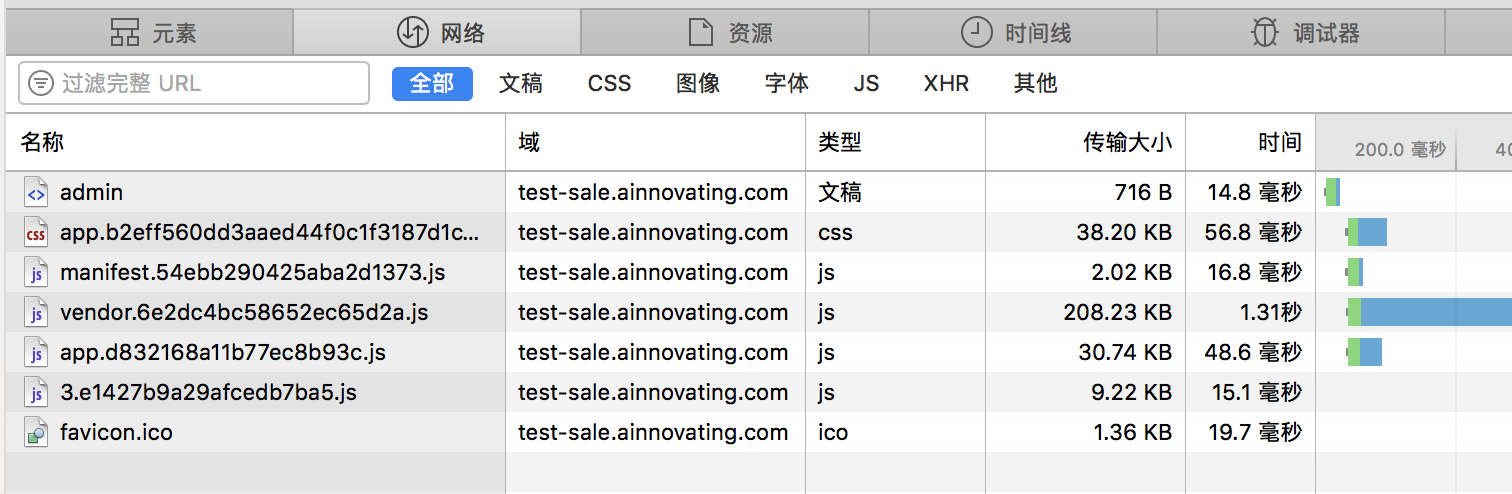 元素 网络 资源 时间线 调试器
过滤完整 URL 全部 文稿 CSS 图像 字体 JS XHR 其他
名称 域 类型 传输大小 时间 200.0 毫秒 40
admin test-sale.ainnovating.com 文稿 716 B 14.8 毫秒
app.b2eff560dd3aaed44f0c1f3187d1c... test-sale.ainnovating.com css 38.20 KB 56.8 毫秒
manifest.54ebb290425aba2d1373.js test-sale.ainnovating.com js 2.02 KB 16.8 毫秒
vendor.6e2dc4bc58652ec65d2a.js test-sale.ainnovating.com js 208.23 KB 1.31秒
app.d832168a11b77ec8b93c.js test-sale.ainnovating.com js 30.74 KB 48.6 毫秒
3.e1427b9a29afcedb7ba5.js test-sale.ainnovating.com js 9.22 KB 15.1 毫秒
favicon.ico test-sale.ainnovating.com ico 1.36 KB 19.7 毫秒